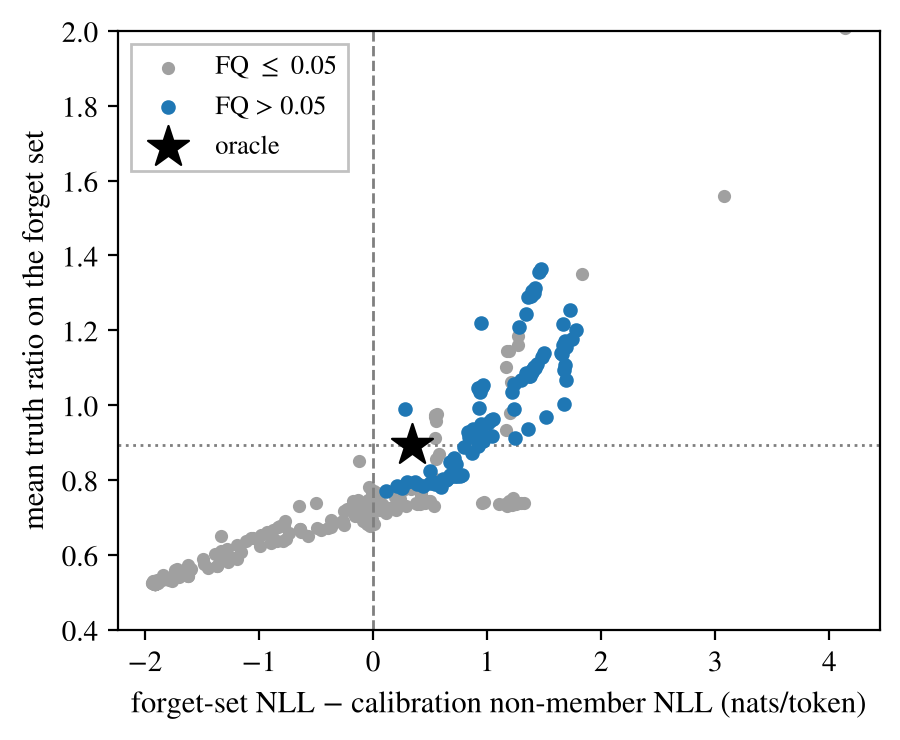 FQ ≤ 0.05
FQ > 0.05
oracle
mean truth ratio on the forget set
2.0
1.8
1.6
1.4
1.2
1.0
0.8
0.6
0.4
−2 −1 0 1 2 3 4
forget-set NLL − calibration non-member NLL (nats/token)